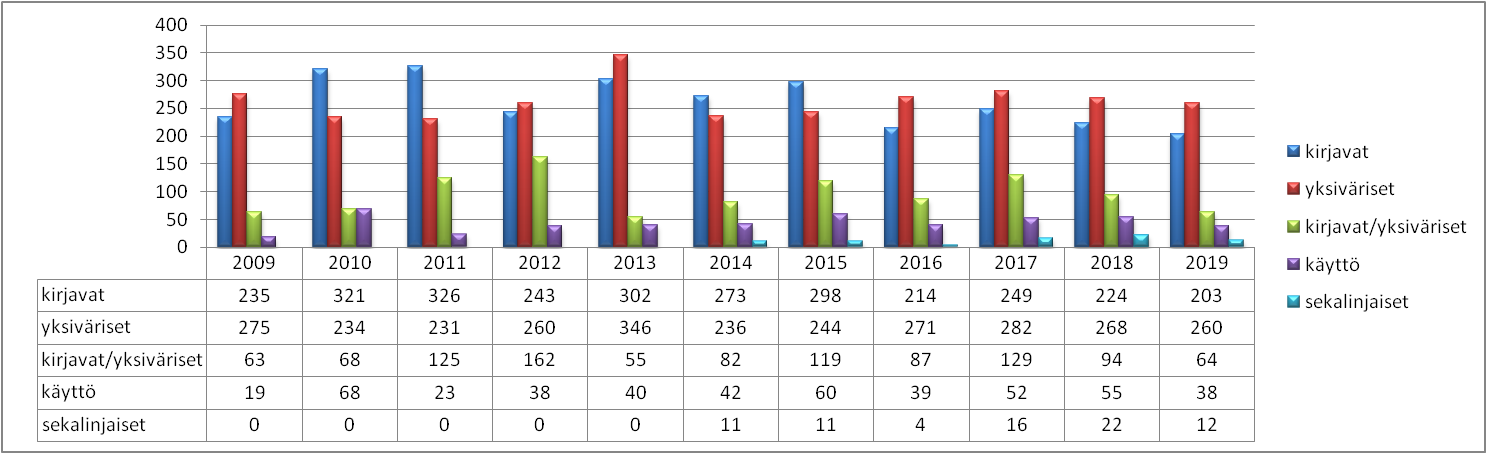 400
350
300
250
200
150
100
50
0
2009 2010 2011 2012 2013 2014 2015 2016 2017 2018 2019
kirjavat 235 321 326 243 302 273 298 214 249 224 203
yksiväriset 275 234 231 260 346 236 244 271 282 268 260
kirjavat/yksiväriset 63 68 125 162 55 82 119 87 129 94 64
käyttö 19 68 23 38 40 42 60 39 52 55 38
sekalinjaiset 0 0 0 0 0 11 11 4 16 22 12
kirjavat
yksiväriset
kirjavat/yksiväriset
käyttö
sekalinjaiset